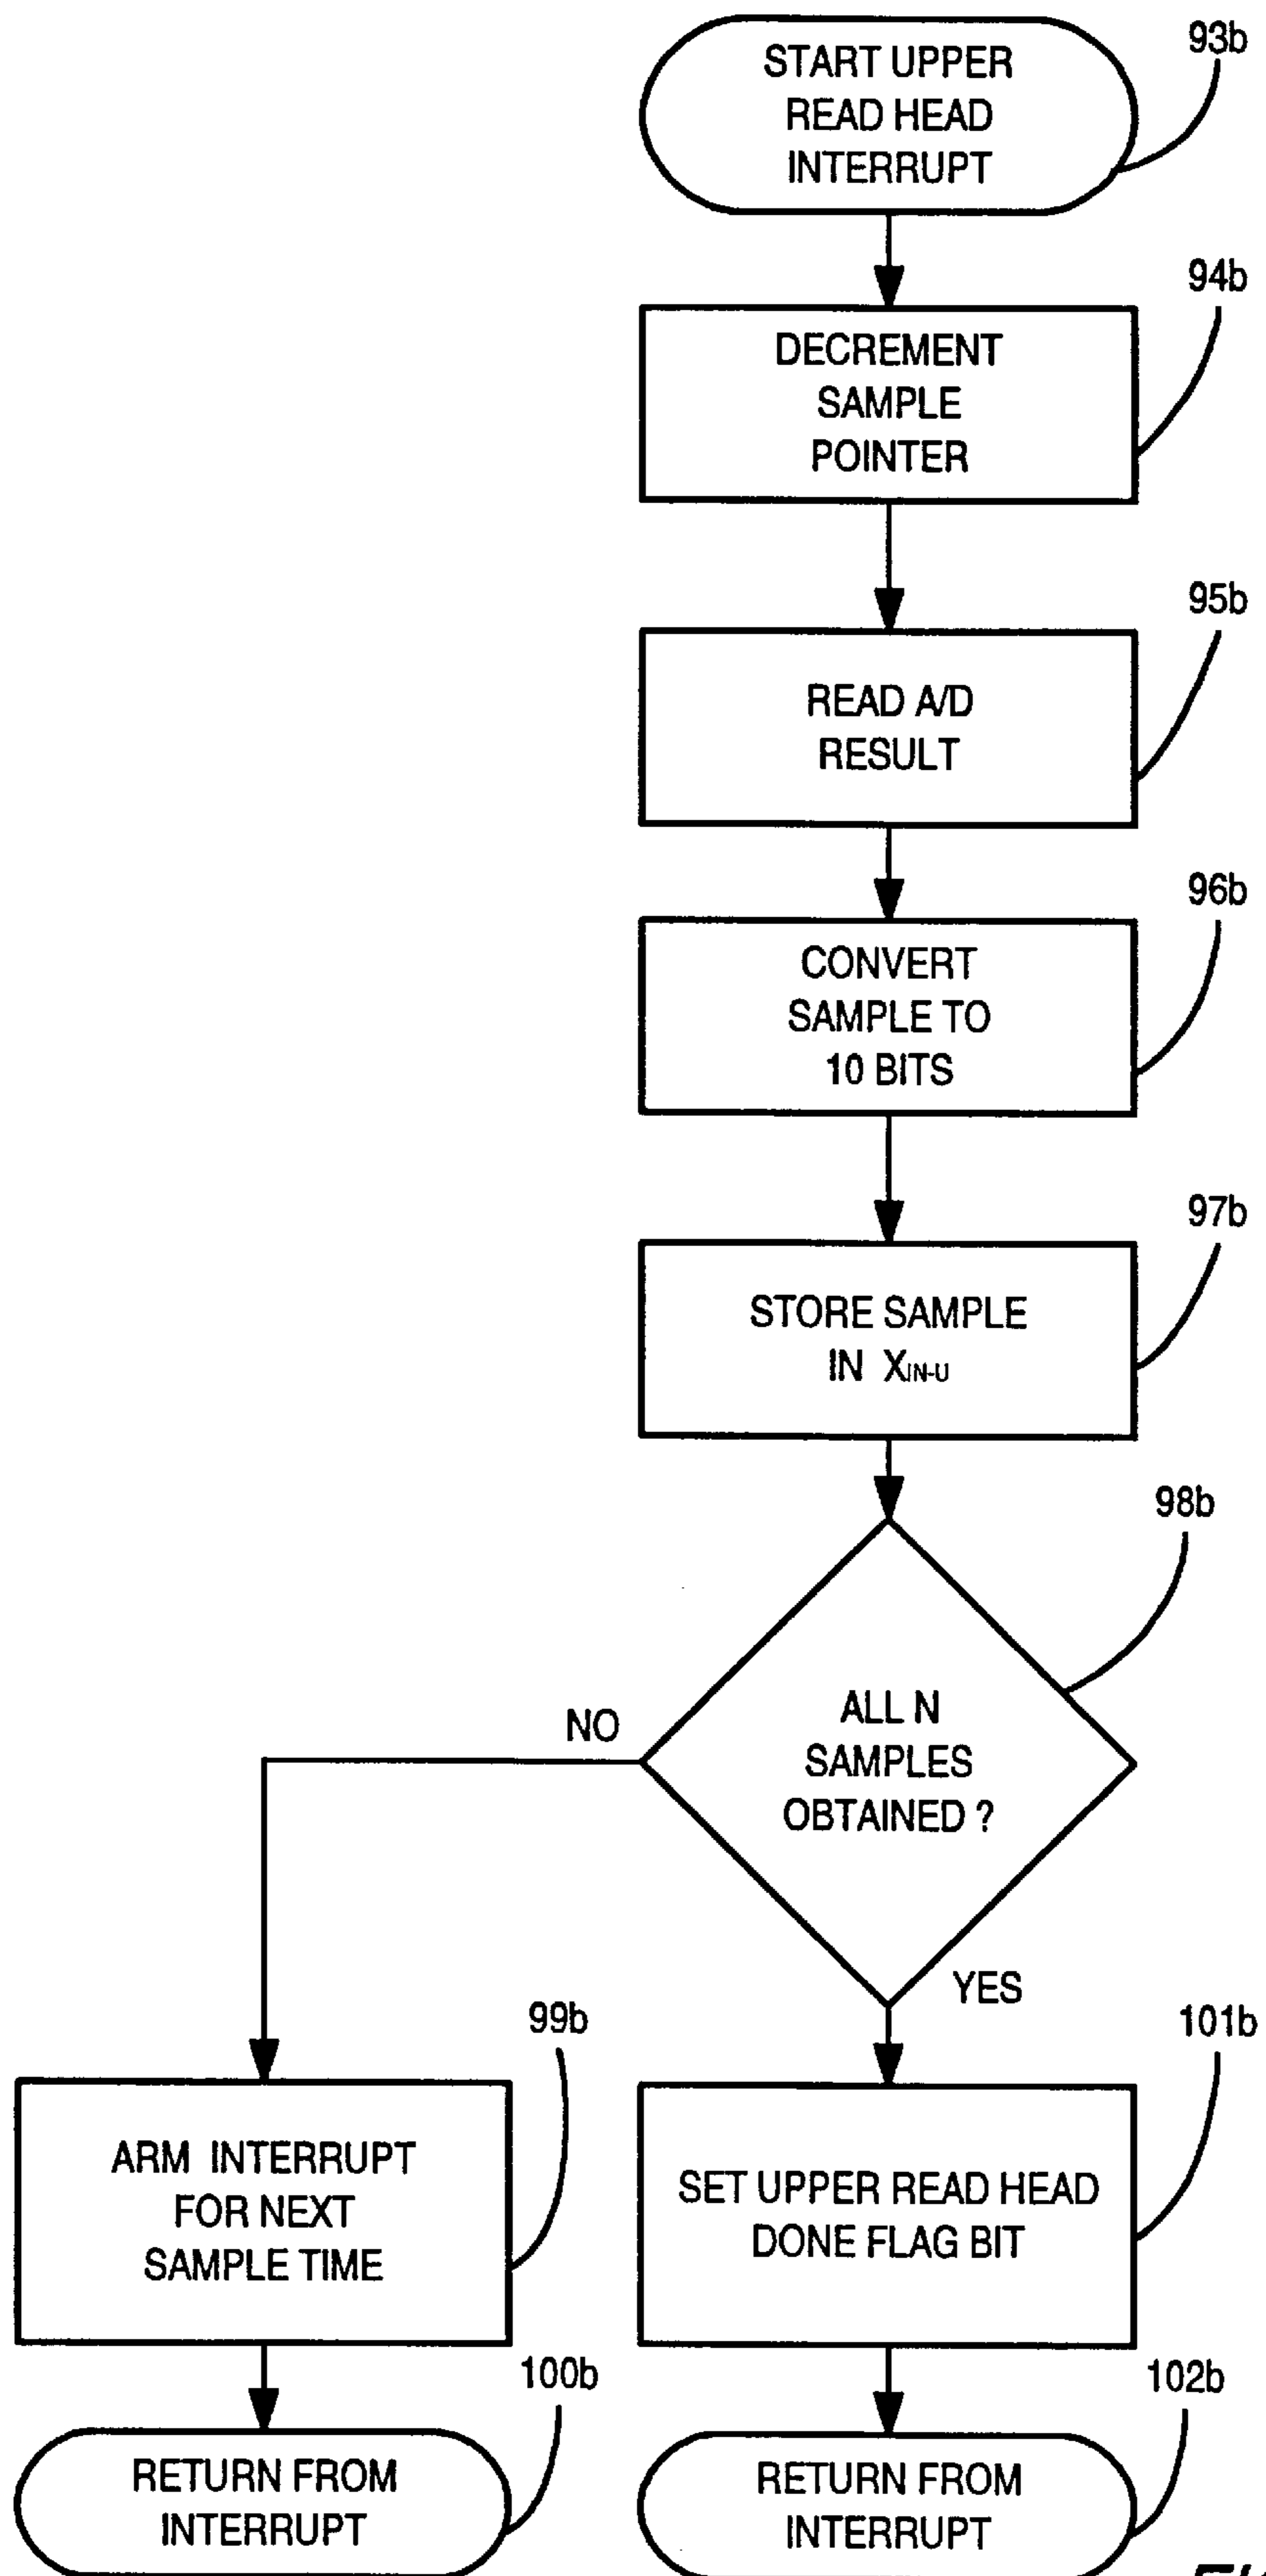 START UPPER
READ HEAD
INTERRUPT
93b
DECREMENT
SAMPLE
POINTER
94b
READ A/D
RESULT
95b
CONVERT
SAMPLE TO
10 BITS
96b
STORE SAMPLE
IN XIN-U
97b
ALL N
SAMPLES
OBTAINED ?
98b
NO
YES
ARM INTERRUPT
FOR NEXT
SAMPLE TIME
99b
SET UPPER READ HEAD
DONE FLAG BIT
101b
RETURN FROM
INTERRUPT
100b
RETURN FROM
INTERRUPT
102b